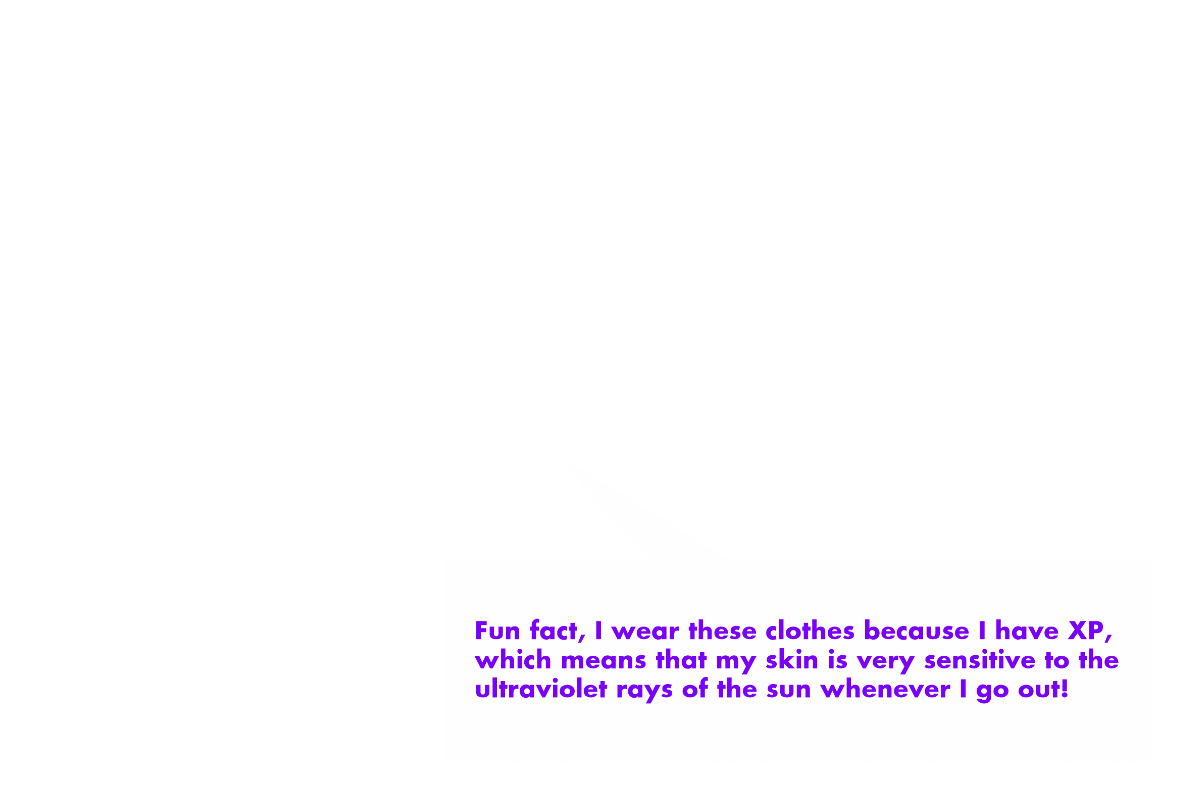 Fun fact, I wear these clothes because I have XP,
which means that my skin is very sensitive to the
ultraviolet rays of the sun whenever I go out!